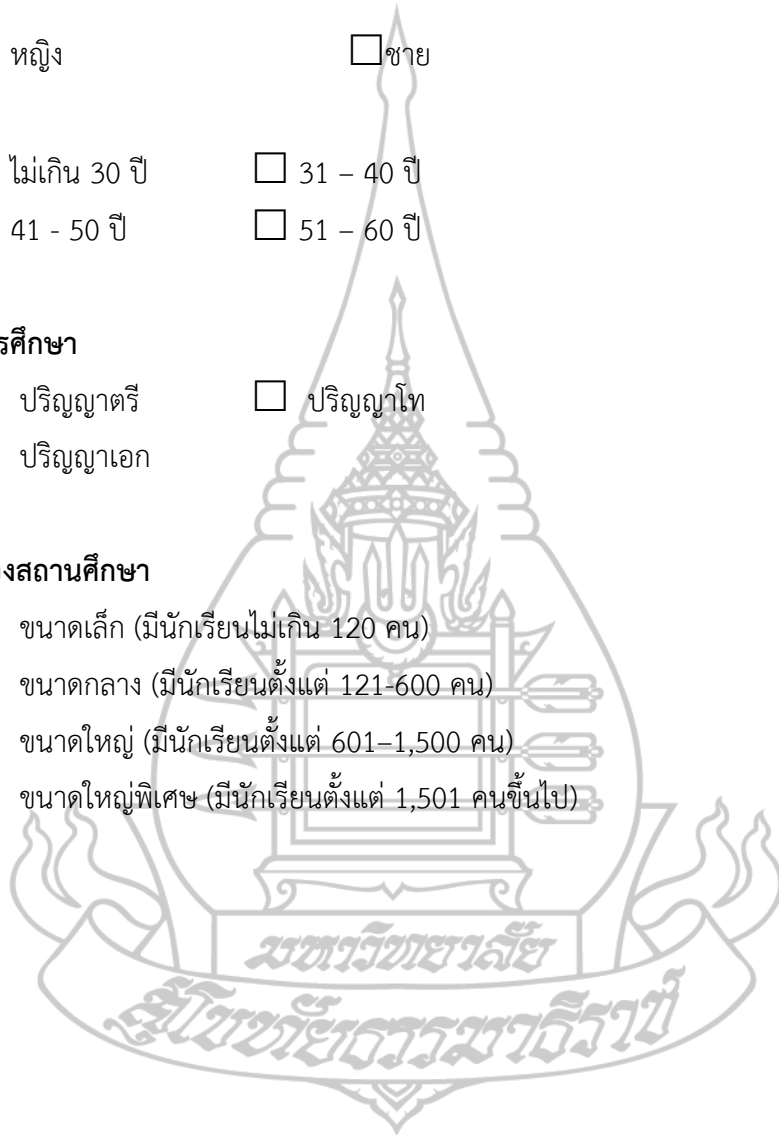 หญิง ☐ชาย
ไม่เกิน 30 ปี ☐ 31 – 40 ปี
41 - 50 ปี ☐ 51 – 60 ปี
รศึกษา
ปริญญาตรี ☐ ปริญญาโท
ปริญญาเอก
งสถานศึกษา
ขนาดเล็ก (มีนักเรียนไม่เกิน 120 คน)
ขนาดกลาง (มีนักเรียนตั้งแต่ 121-600 คน)
ขนาดใหญ่ (มีนักเรียนตั้งแต่ 601–1,500 คน)
ขนาดใหญ่พิเศษ (มีนักเรียนตั้งแต่ 1,501 คนขึ้นไป)
มหาวิทยาลัย
สุโขทัยธรรมาธิราช